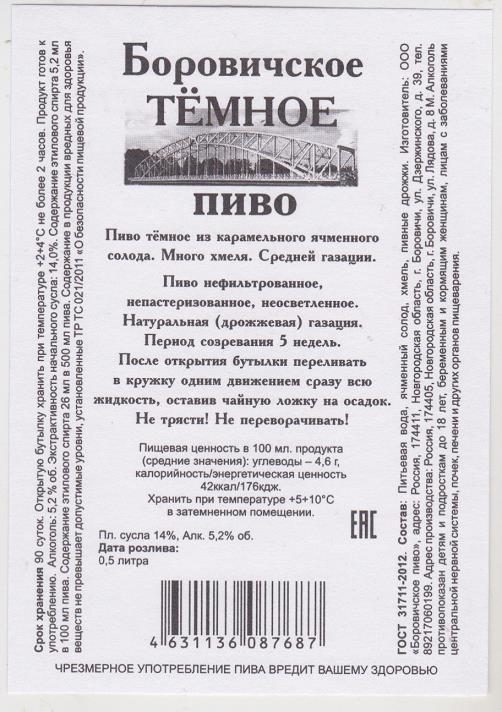 Боровичское
ТЁМНОЕ
ПИВО
Пиво тёмное из карамельного ячменного
солода. Много хмеля. Средней газации.
Пиво нефильтрованное,
непастеризованное, неосветленное.
Натуральная (дрожжевая) газация.
Период созревания 5 недель.
После открытия бутылки переливать
в кружку одним движением сразу всю
жидкость, оставив чайную ложку на осадок.
Не трясти! Не переворачивать!
Пищевая ценность в 100 мл. продукта
(средние значения): углеводы – 4,6 г,
калорийность/энергетическая ценность
42ккал/176кдж.
Хранить при температуре +5+10°С
в затемненном помещении.
Пл. сусла 14%, Алк. 5,2% об.
Дата розлива:
0,5 литра
ЕАС
4 631136 087687
ЧРЕЗМЕРНОЕ УПОТРЕБЛЕНИЕ ПИВА ВРЕДИТ ВАШЕМУ ЗДОРОВЬЮ
Срок хранения 90 суток. Открытую бутылку хранить при температуре +2+4°С не более 2 часов. Продукт готов к
употреблению. Алкоголь: 5,2 % об. Экстрактивность начального сусла: 14,0%. Содержание этилового спирта 5,2 мл
в 100 мл пива. Содержание этилового спирта 26 мл в 500 мл пива. Содержание в продукции вредных для здоровья
веществ не превышает допустимые уровни, установленные ТР ТС 021/2011 «О безопасности пищевой продукции».
ГОСТ 31711-2012. Состав: Питьевая вода, ячменный солод, хмель, пивные дрожжи. Изготовитель: ООО
«Боровичское пиво», адрес: Россия, 174411, Новгородская область, г. Боровичи, ул. Дзержинского, д. 39, тел.
89217060199. Адрес производства: Россия, 174405, Новгородская область, г. Боровичи, ул. Лядова, д. 8 М. Алкоголь
противопоказан детям и подросткам до 18 лет, беременным и кормящим женщинам, лицам с заболеваниями
центральной нервной системы, почек, печени и других органов пищеварения.